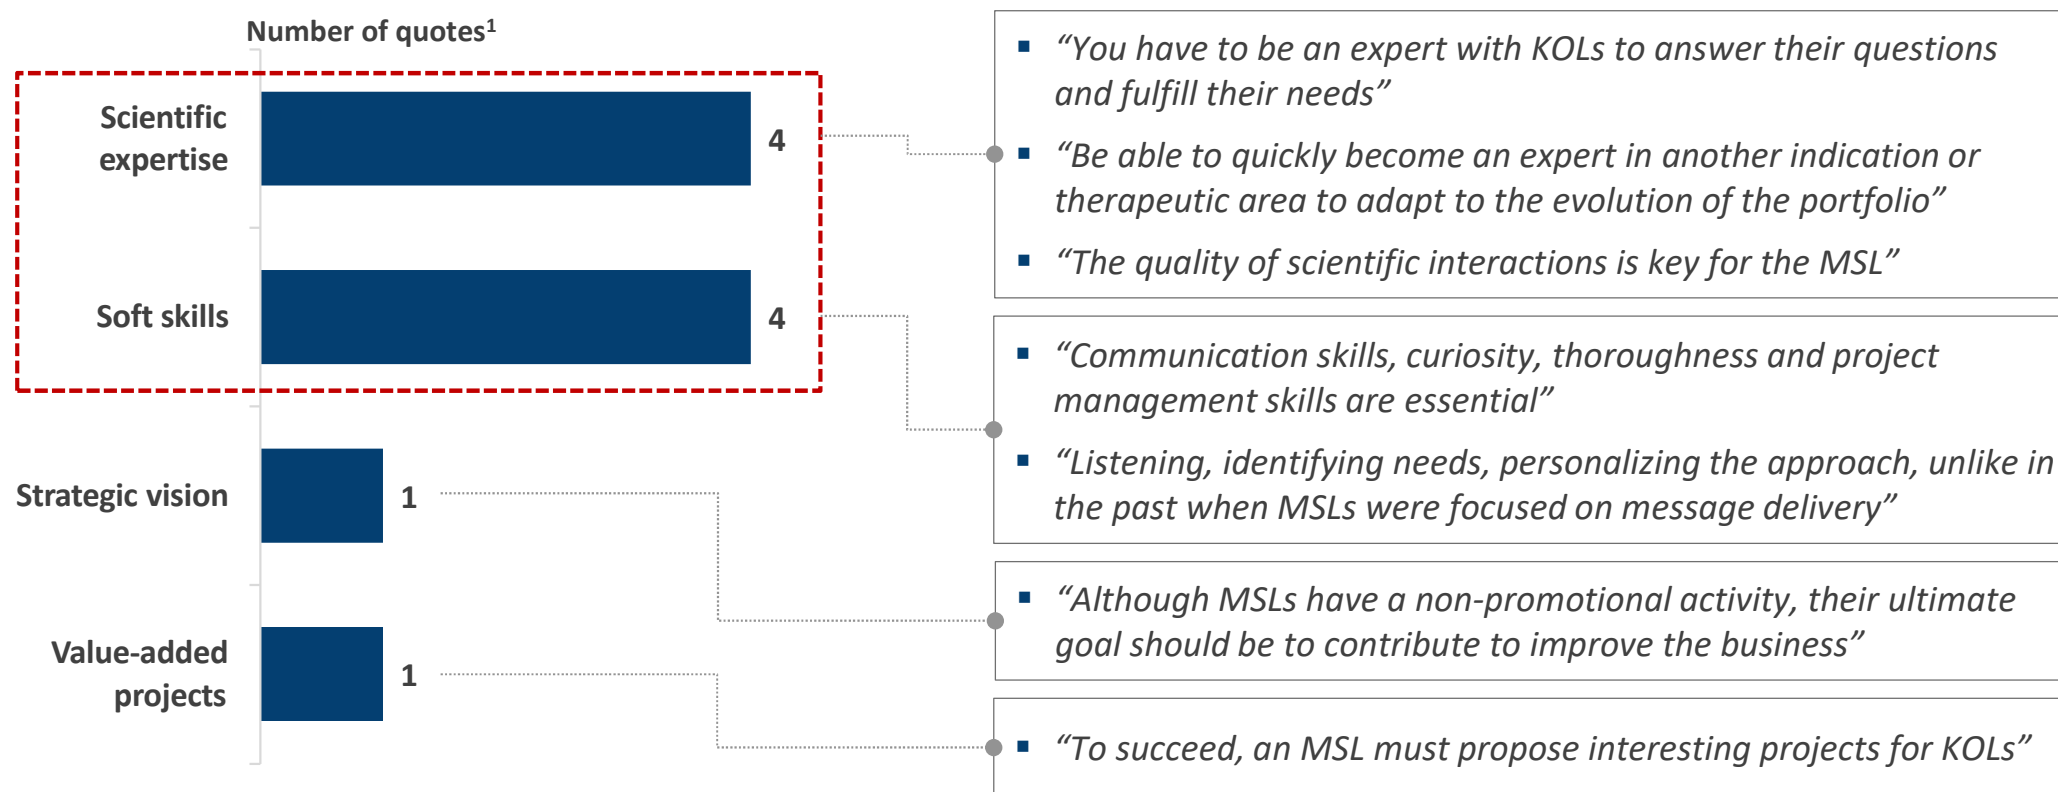 Number of quotes¹
Scientific
expertise
4
Soft skills
4
Strategic vision
1
Value-added
projects
1
▪ “You have to be an expert with KOLs to answer their questions
and fulfill their needs”
▪ “Be able to quickly become an expert in another indication or
therapeutic area to adapt to the evolution of the portfolio”
▪ “The quality of scientific interactions is key for the MSL”
▪ “Communication skills, curiosity, thoroughness and project
management skills are essential”
▪ “Listening, identifying needs, personalizing the approach, unlike in
the past when MSLs were focused on message delivery”
▪ “Although MSLs have a non-promotional activity, their ultimate
goal should be to contribute to improve the business”
▪ “To succeed, an MSL must propose interesting projects for KOLs”